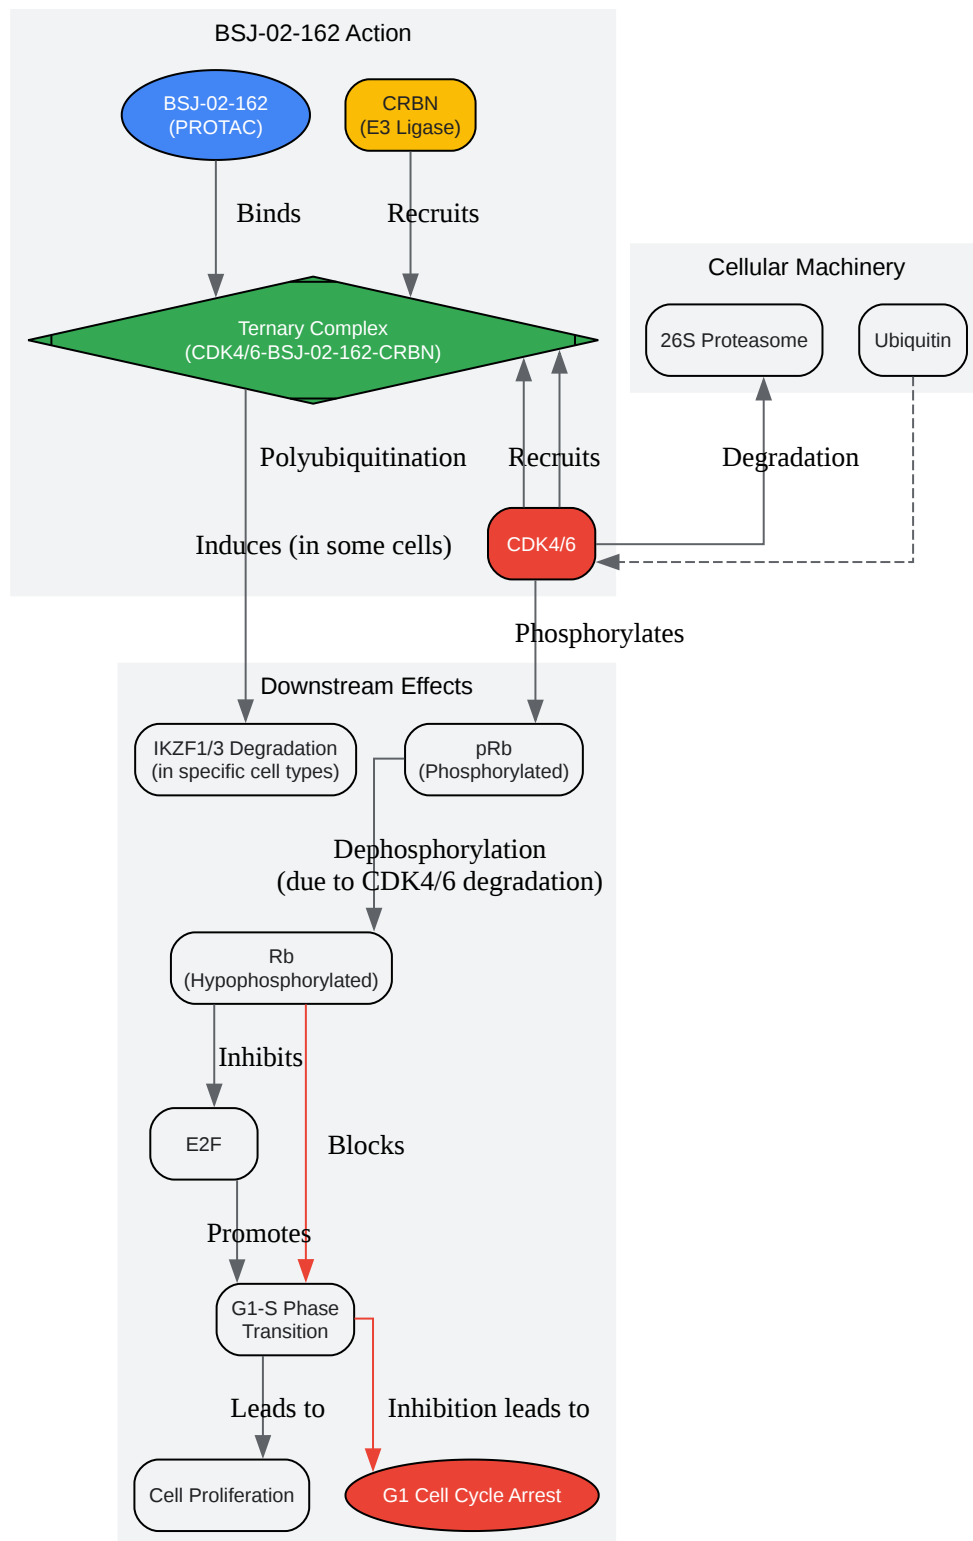 BSJ-02-162 Action
BSJ-02-162
(PROTAC)
CRBN
(E3 Ligase)
Binds
Recruits
Cellular Machinery
26S Proteasome
Ubiquitin
Ternary Complex
(CDK4/6-BSJ-02-162-CRBN)
Polyubiquitination
Recruits
Degradation
Induces (in some cells)
CDK4/6
Phosphorylates
Downstream Effects
IKZF1/3 Degradation
(in specific cell types)
pRb
(Phosphorylated)
Dephosphorylation
(due to CDK4/6 degradation)
Rb
(Hypophosphorylated)
Inhibits
E2F
Blocks
Promotes
G1-S Phase
Transition
Leads to
Inhibition leads to
Cell Proliferation
G1 Cell Cycle Arrest